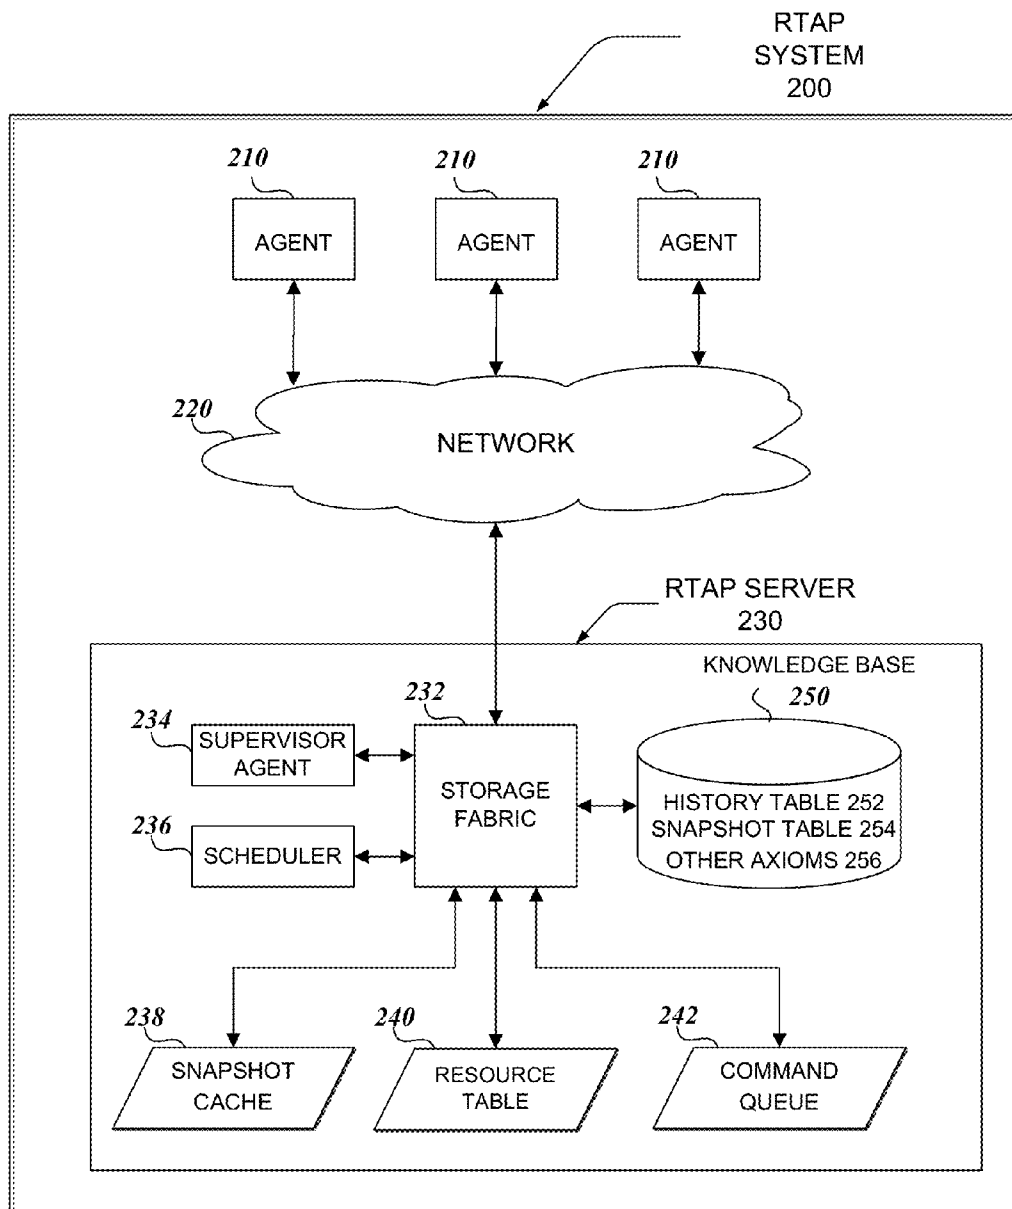 RTAP
SYSTEM
200
210
210
210
AGENT
AGENT
AGENT
220
NETWORK
RTAP SERVER
230
KNOWLEDGE BASE
250
232
234
SUPERVISOR
AGENT
STORAGE
FABRIC
HISTORY TABLE 252
SNAPSHOT TABLE 254
OTHER AXIOMS 256
236
SCHEDULER
238
SNAPSHOT
CACHE
240
RESOURCE
TABLE
242
COMMAND
QUEUE